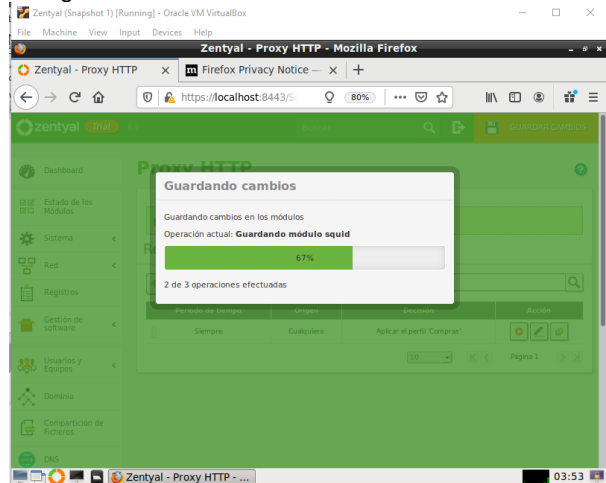 Zentyal (Snapshot 1) [Running] - Oracle VM VirtualBox
File Machine View Input Devices Help
Zentyal - Proxy HTTP - Mozilla Firefox
Zentyal - Proxy HTTP
Firefox Privacy Notice —
https://localhost:8443/S
80%
zentyal Trial
GUARDAR CAMBIOS
Proxy HTTP
Dashboard
Estado de los
Módulos
Sistema
Red
Registros
Gestión de
software
Usuarios y
Equipos
Dominio
Compartición de
Ficheros
DNS
Guardando cambios
Guardando cambios en los módulos
Operación actual: Guardando módulo squid
67%
2 de 3 operaciones efectuadas
Periodo de tiempo Origen Decisión Acción
Siempre Cualquiera Aplicar el perfil 'Compras'
10 Página 1
Zentyal - Proxy HTTP - ...
03:53